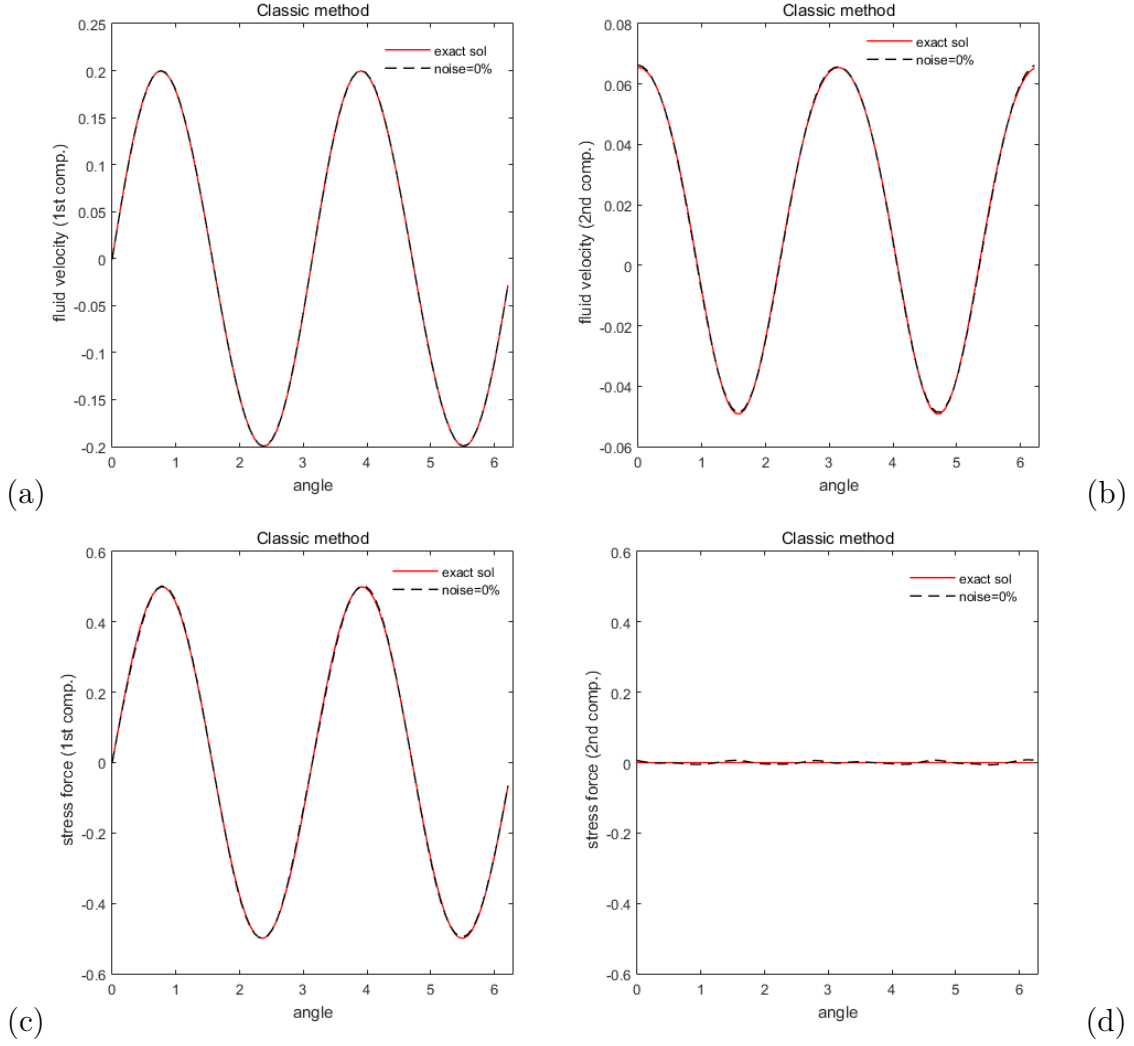 Classic method
0.25
0.2
0.15
0.1
0.05
0
-0.05
-0.1
-0.15
-0.2
fluid velocity (1st comp.)
exact sol
noise=0%
0 1 2 3 4 5 6
angle
(a)
Classic method
0.08
0.06
0.04
0.02
0
-0.02
-0.04
-0.06
fluid velocity (2nd comp.)
exact sol
noise=0%
0 1 2 3 4 5 6
angle
(b)
Classic method
0.6
0.4
0.2
0
-0.2
-0.4
-0.6
stress force (1st comp.)
exact sol
noise=0%
0 1 2 3 4 5 6
angle
(c)
Classic method
0.6
0.4
0.2
0
-0.2
-0.4
-0.6
stress force (2nd comp.)
exact sol
noise=0%
0 1 2 3 4 5 6
angle
(d)